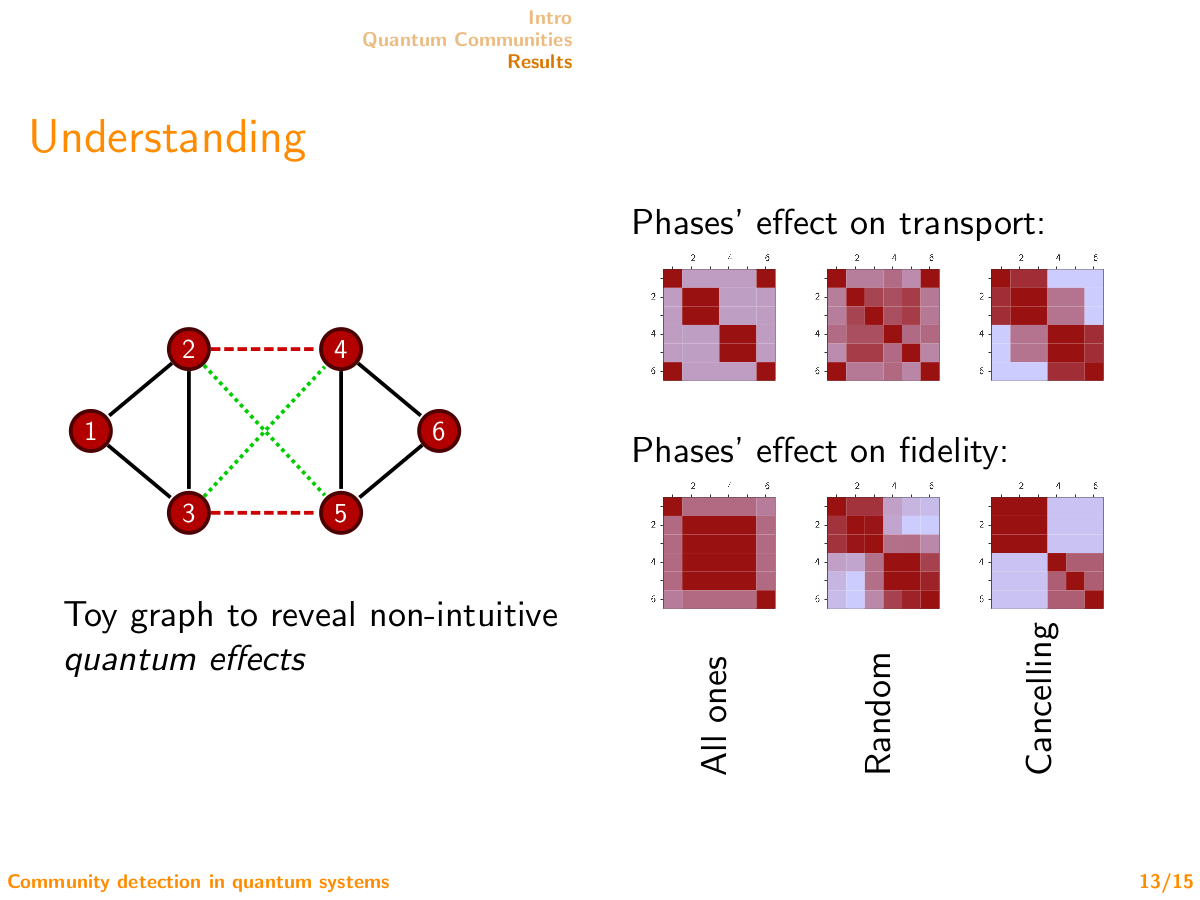 Intro
Quantum Communities
Results
Understanding
2
4
1
6
3
5
Toy graph to reveal non-intuitive
quantum effects
Phases' effect on transport:
2 4 6
2
4
6
2 4 6
2
4
6
2 4 6
2
4
6
Phases' effect on fidelity:
2 4 6
2
4
6
2 4 6
2
4
6
2 4 6
2
4
6
All ones
Random
Cancelling
Community detection in quantum systems
13/15